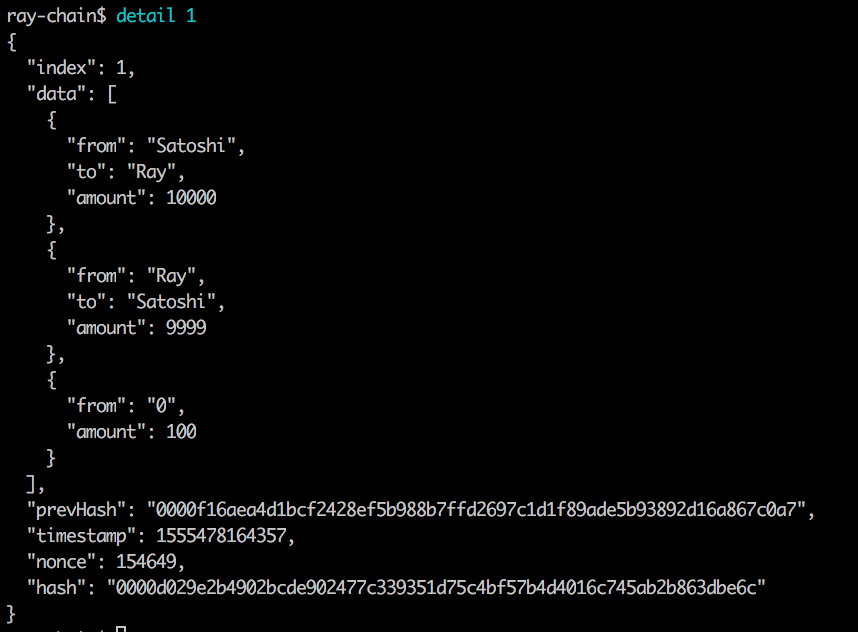 ray-chain$ detail 1
{
  "index": 1,
  "data": [
    {
      "from": "Satoshi",
      "to": "Ray",
      "amount": 10000
    },
    {
      "from": "Ray",
      "to": "Satoshi",
      "amount": 9999
    },
    {
      "from": "0",
      "amount": 100
    }
  ],
  "prevHash": "0000f16aea4d1bcf2428ef5b988b7ffd2697c1d1f89ade5b93892d16a867c0a7",
  "timestamp": 1555478164357,
  "nonce": 154649,
  "hash": "0000d029e2b4902bcde902477c339351d75c4bf57b4d4016c745ab2b863dbe6c"
}